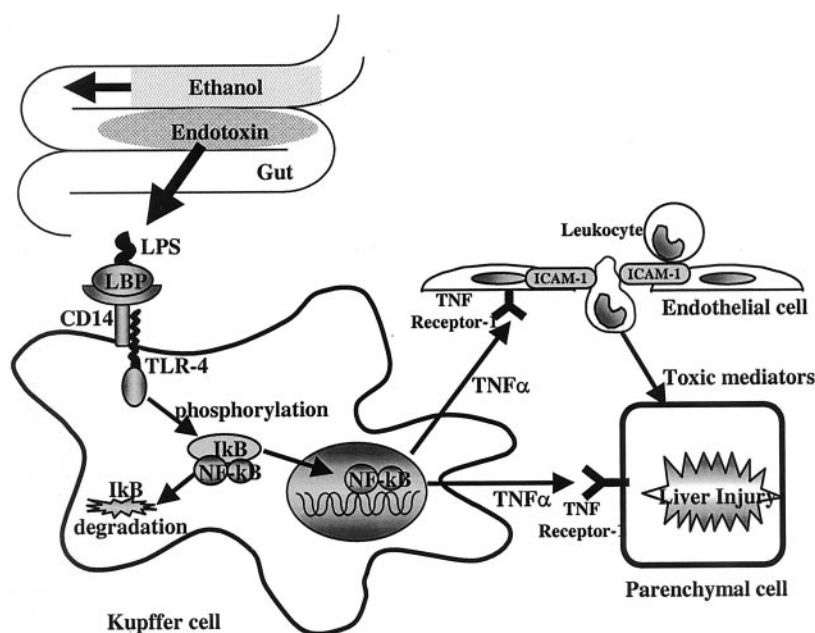 Ethanol
Endotoxin
Gut
LPS
LBP
CD14
TLR-4
phosphorylation
IkB
NF-kB
IkB
degradation
NF-kB
Kupffer cell
TNFα
TNFα
Leukocyte
ICAM-1
ICAM-1
TNF
Receptor-1
Endothelial cell
Toxic mediators
TNF
Receptor-1
Liver Injury
Parenchymal cell